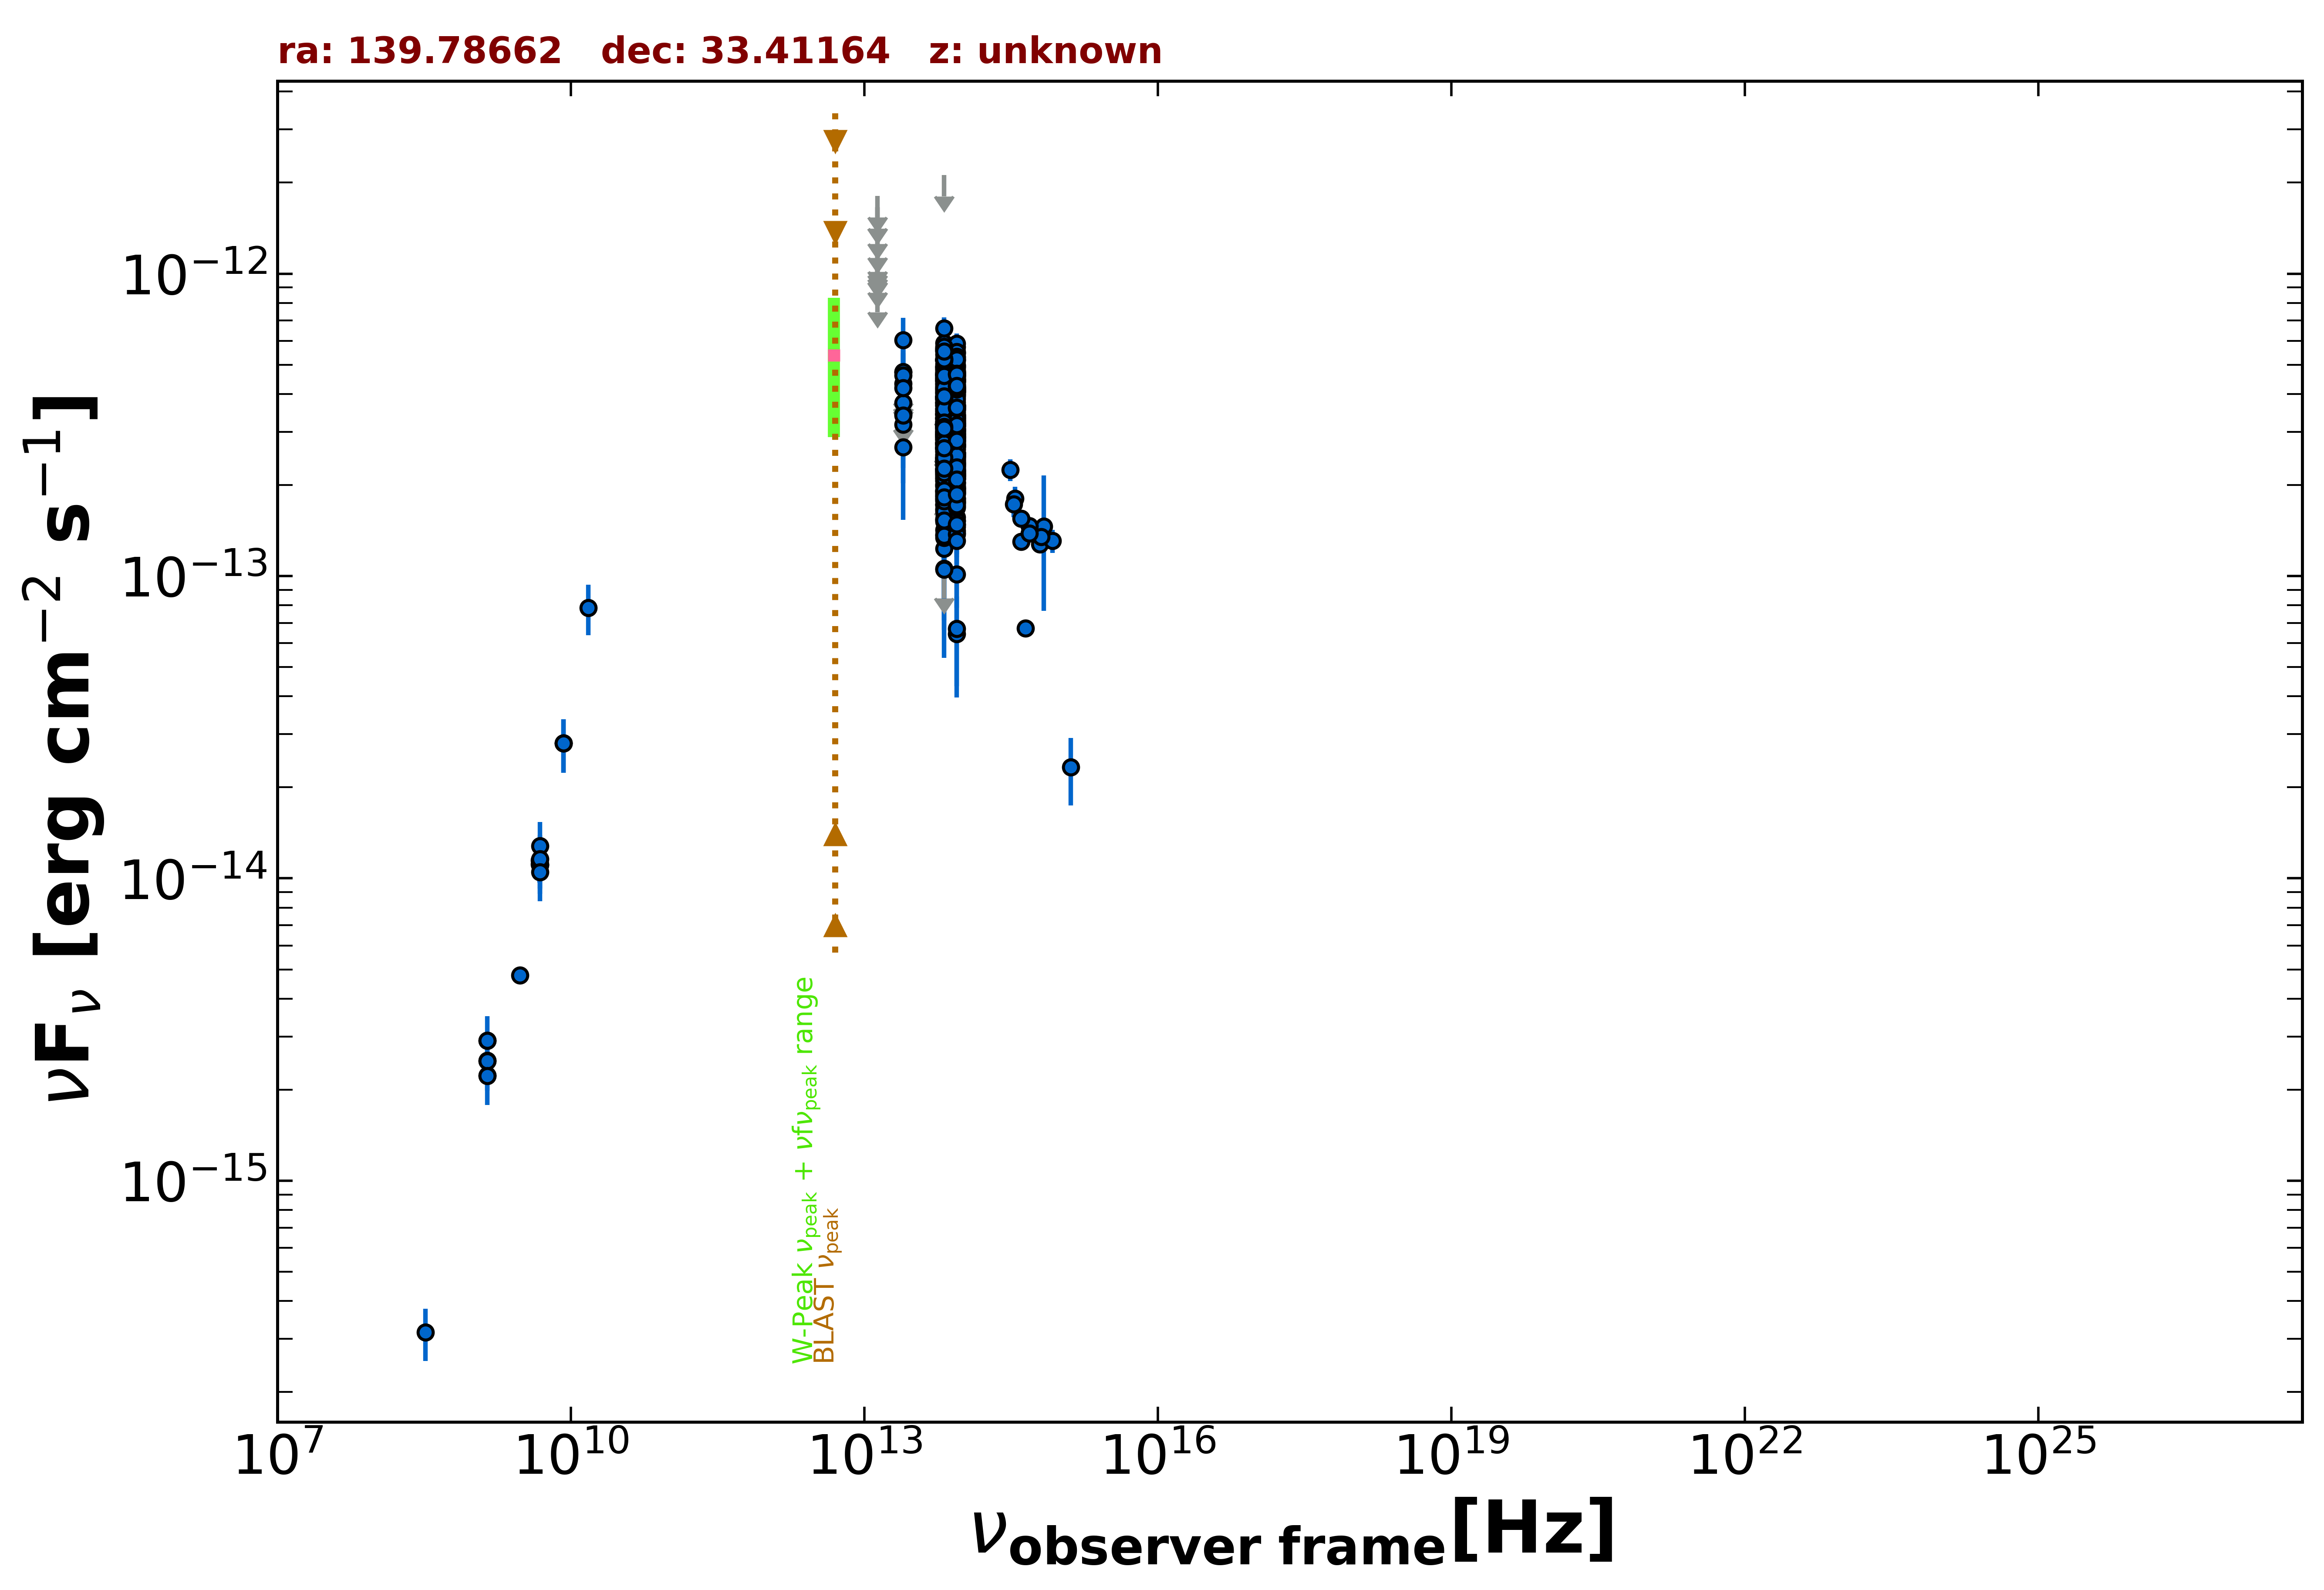 ra: 139.78662   dec: 33.41164   z: unknown
νFν [erg cm−2 s−1]
10−12
10−13
10−14
10−15
W-Peak νpeak + νfνpeak range
BLAST νpeak
107 1010 1013 1016 1019 1022 1025
νobserver frame[Hz]